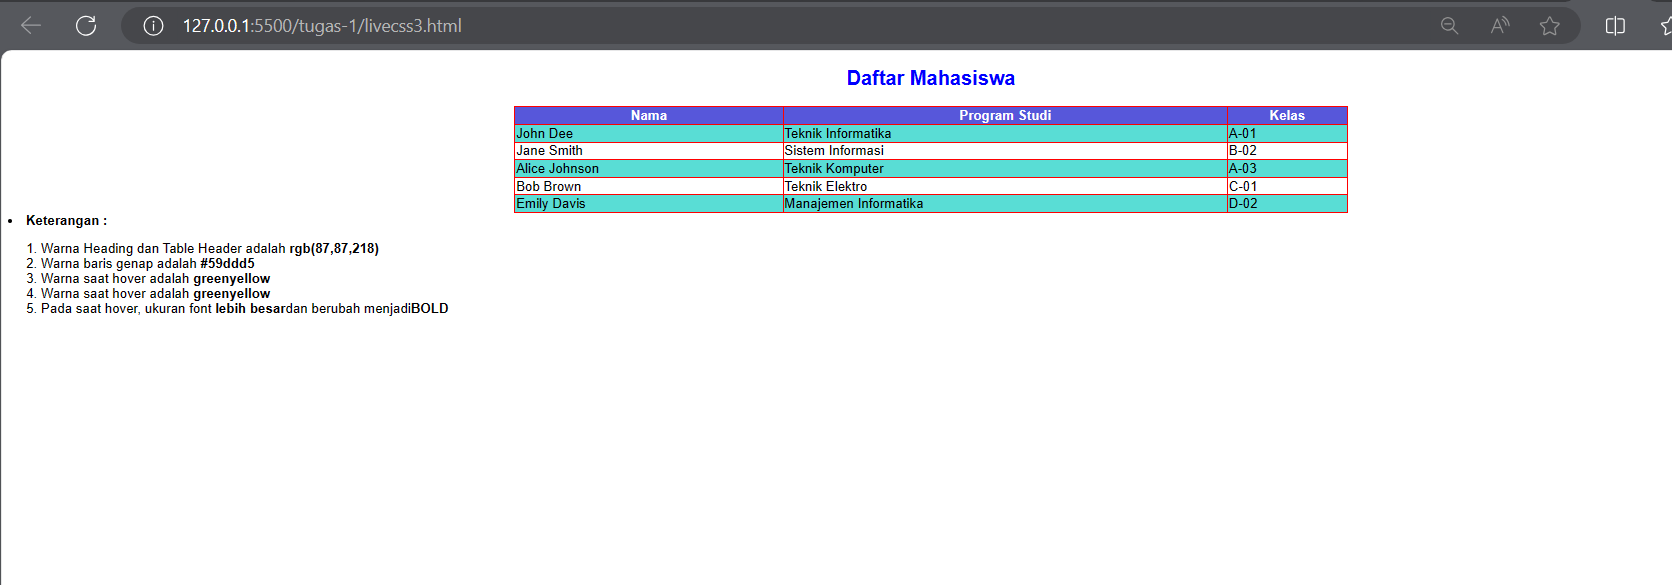 127.0.0.1:5500/tugas-1/livecss3.html
Daftar Mahasiswa
Nama Program Studi Kelas
John Dee Teknik Informatika A-01
Jane Smith Sistem Informasi B-02
Alice Johnson Teknik Komputer A-03
Bob Brown Teknik Elektro C-01
Emily Davis Manajemen Informatika D-02
• Keterangan :
1. Warna Heading dan Table Header adalah rgb(87,87,218)
2. Warna baris genap adalah #59ddd5
3. Warna saat hover adalah greenyellow
4. Warna saat hover adalah greenyellow
5. Pada saat hover, ukuran font lebih besardan berubah menjadiBOLD